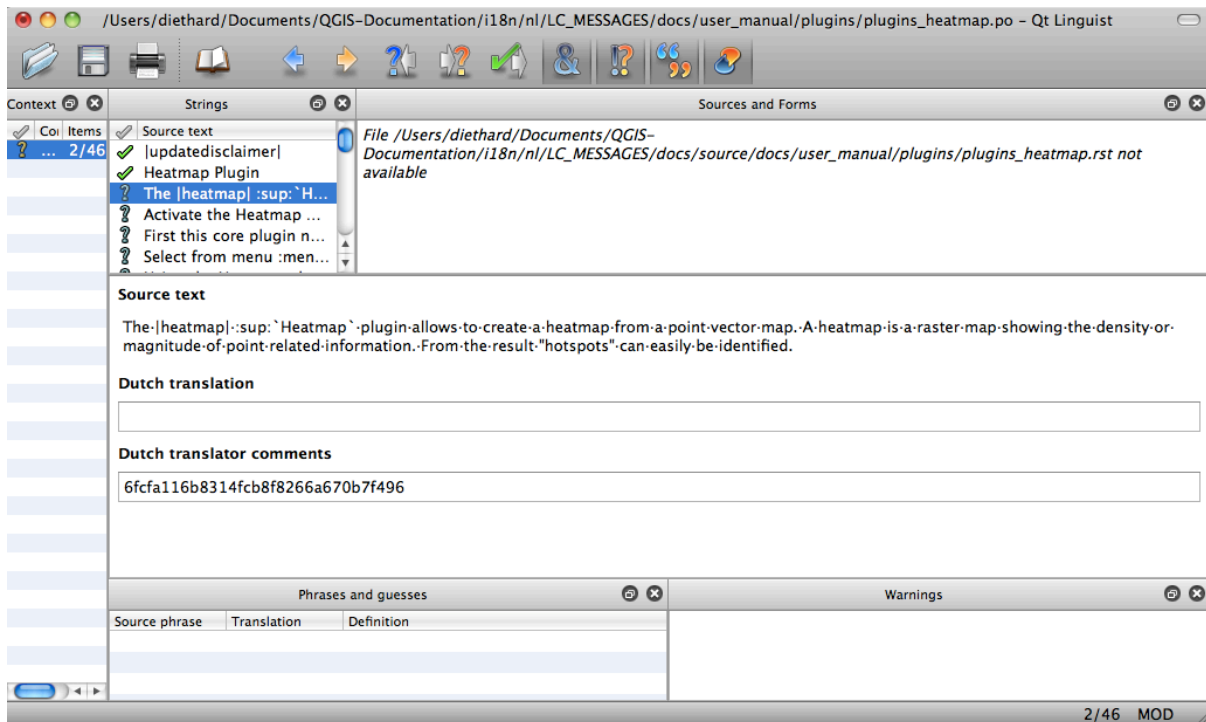 /Users/diethard/Documents/QGIS-Documentation/i18n/nl/LC_MESSAGES/docs/user_manual/plugins/plugins_heatmap.po – Qt Linguist
Context
Strings
Sources and Forms
Coı Items
... 2/46
Source text
|updatedisclaimer|
Heatmap Plugin
The |heatmap| :sup:`H...
Activate the Heatmap ...
First this core plugin n...
Select from menu :men...
File /Users/diethard/Documents/QGIS-
Documentation/i18n/nl/LC_MESSAGES/docs/source/docs/user_manual/plugins/plugins_heatmap.rst not
available
Source text
The·|heatmap|·:sup:`Heatmap`·plugin·allows·to·create·a·heatmap·from·a·point·vector·map.·A·heatmap·is·a·raster·map·showing·the·density·or·
magnitude·of·point·related·information.·From·the·result·"hotspots"·can·easily·be·identified.
Dutch translation
Dutch translator comments
6fcfa116b8314fcb8f8266a670b7f496
Phrases and guesses
Warnings
Source phrase Translation Definition
2/46 MOD